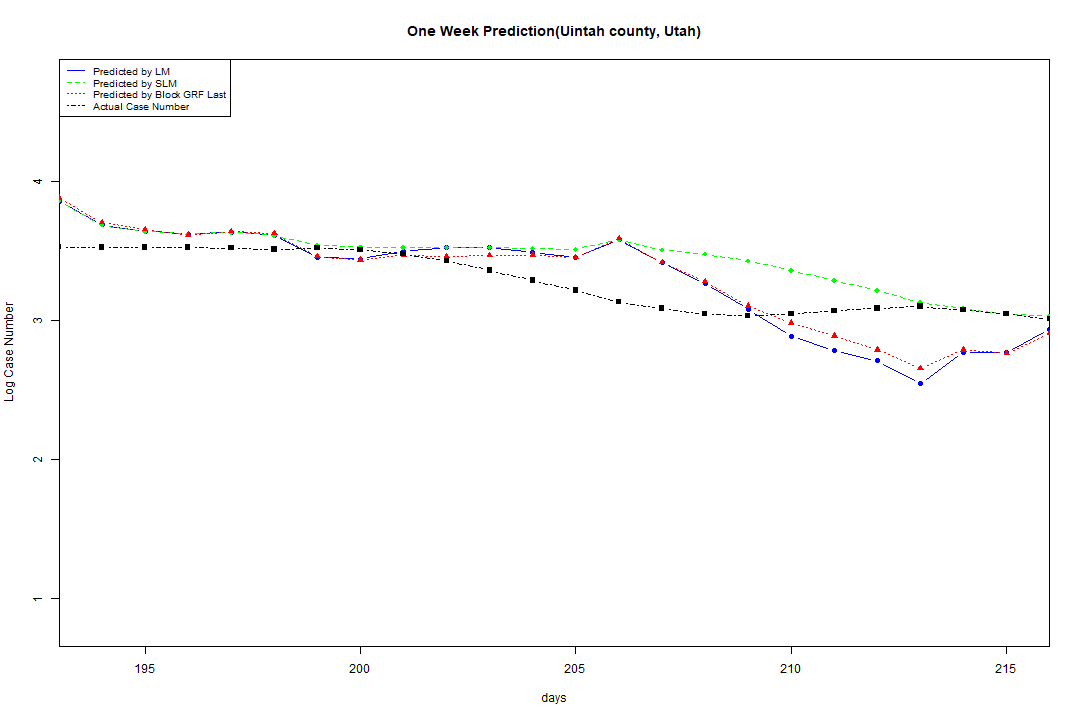 One Week Prediction(Uintah county, Utah)
Predicted by LM
Predicted by SLM
Predicted by Block GRF Last
Actual Case Number
4
3
2
1
Log Case Number
195 200 205 210 215
days